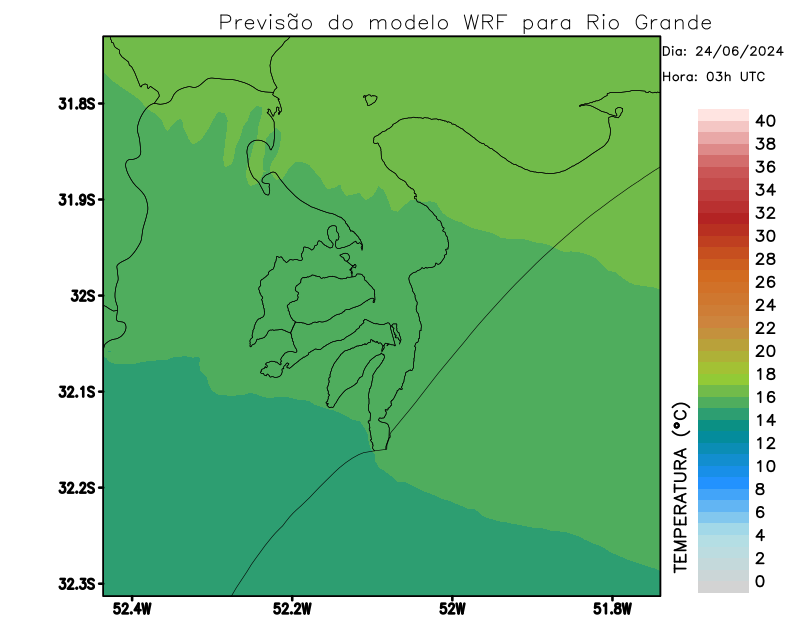 Previsão do modelo WRF para Rio Grande
Dia: 24/06/2024
Hora: 03h UTC
31.8S
31.9S
32S
32.1S
32.2S
32.3S
52.4W
52.2W
52W
51.8W
TEMPERATURA (°C)
40
38
36
34
32
30
28
26
24
22
20
18
16
14
12
10
8
6
4
2
0